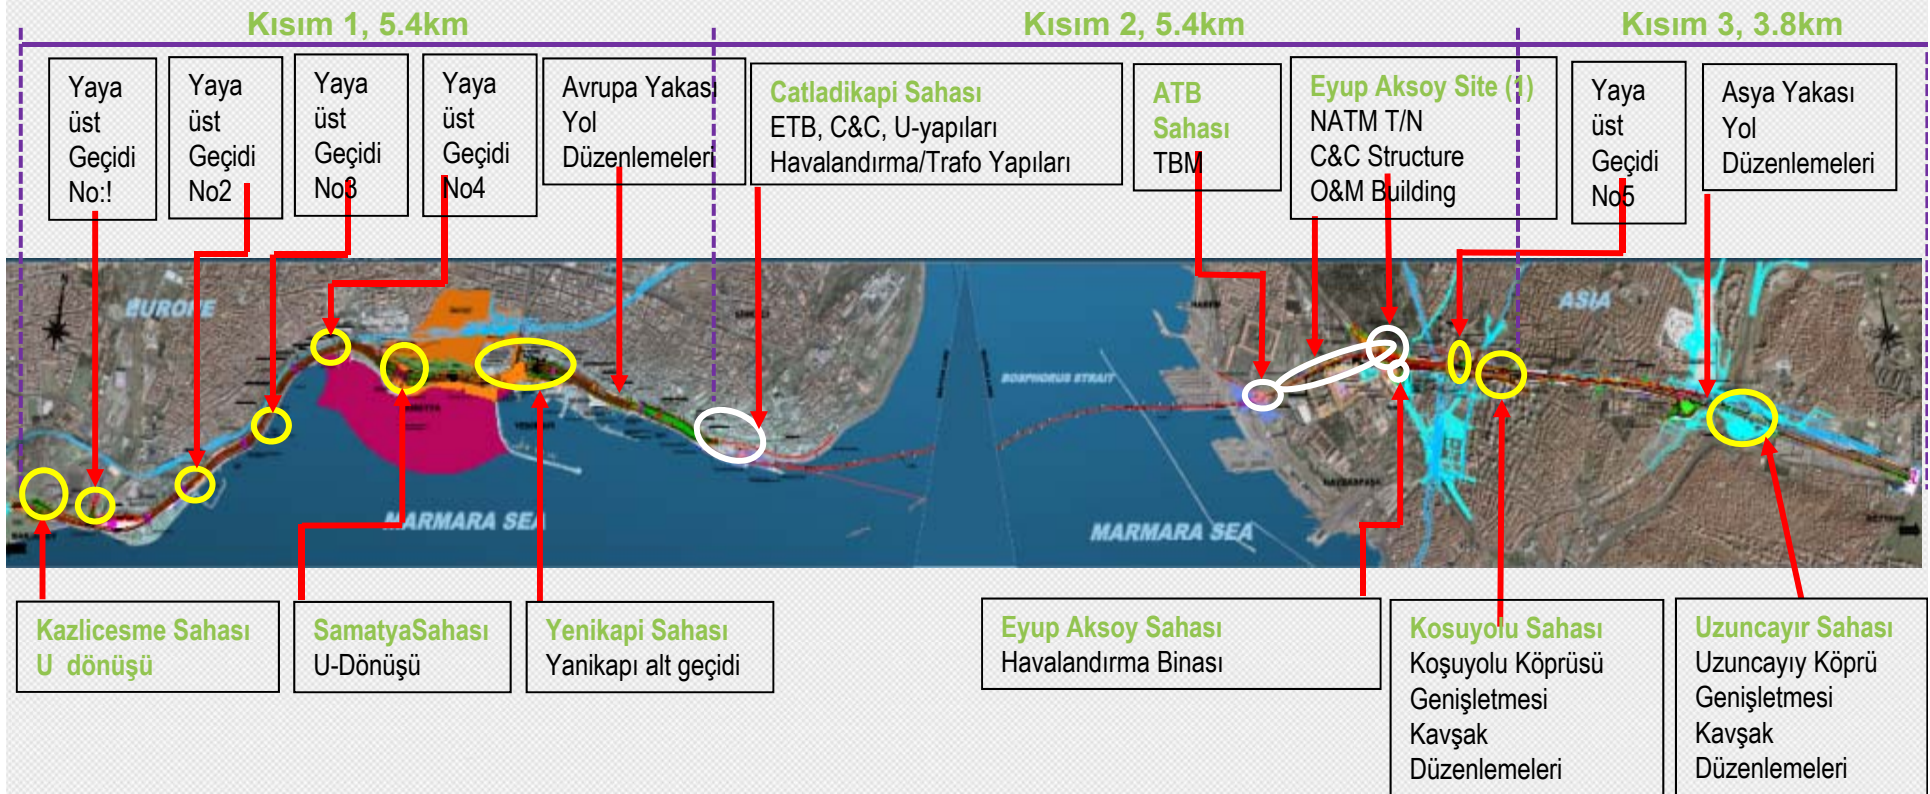 Kısım 1, 5.4km
Kısım 2, 5.4km
Kısım 3, 3.8km
Yaya
üst
Geçidi
No:!
Yaya
üst
Geçidi
No2
Yaya
üst
Geçidi
No3
Yaya
üst
Geçidi
No4
Avrupa Yakası
Yol
Düzenlemeleri
Catladikapi Sahası
ETB, C&C, U-yapıları
Havalandırma/Trafo Yapıları
ATB
Sahası
TBM
Eyup Aksoy Site (1)
NATM T/N
C&C Structure
O&M Building
Yaya
üst
Geçidi
No5
Asya Yakası
Yol
Düzenlemeleri
EUROPE
ASIA
BOSPHORUS STRAIT
MARMARA SEA
MARMARA SEA
Kazlicesme Sahası
U dönüşü
SamatyaSahası
U-Dönüşü
Yenikapi Sahası
Yanikapı alt geçidi
Eyup Aksoy Sahası
Havalandırma Binası
Kosuyolu Sahası
Koşuyolu Köprüsü
Genişletmesi
Kavşak
Düzenlemeleri
Uzuncayır Sahası
Uzuncayıy Köprü
Genişletmesi
Kavşak
Düzenlemeleri